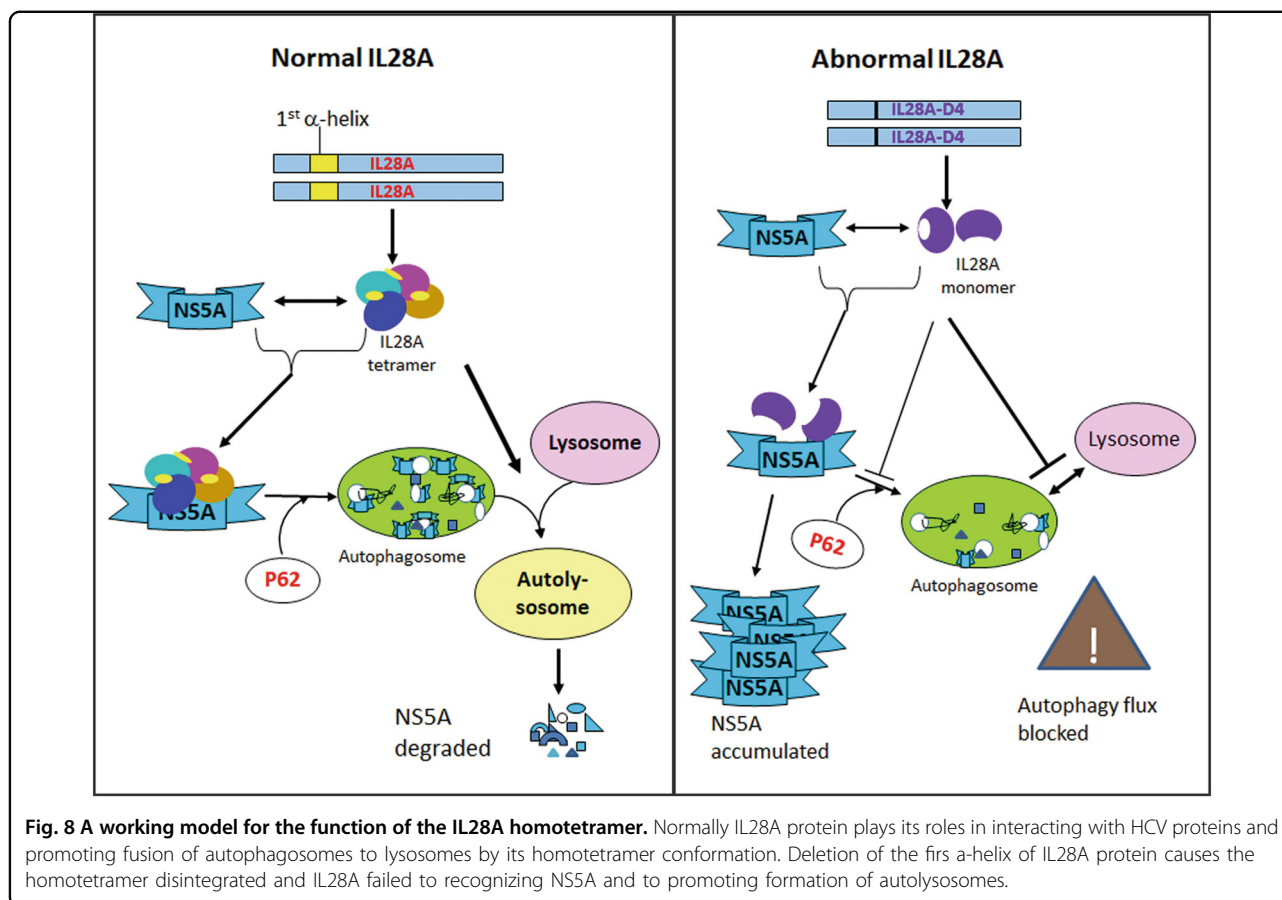 Normal IL28A
1st α-helix
IL28A
IL28A
NS5A
IL28A
tetramer
NS5A
P62
Autophagosome
Lysosome
Autoly-
sosome
NS5A
degraded
Abnormal IL28A
IL28A-D4
IL28A-D4
NS5A
IL28A
monomer
NS5A
P62
Autophagosome
Lysosome
NS5A
NS5A
NS5A
NS5A
NS5A
accumulated
!
Autophagy flux
blocked
Fig. 8 A working model for the function of the IL28A homotetramer. Normally IL28A protein plays its roles in interacting with HCV proteins and
promoting fusion of autophagosomes to lysosomes by its homotetramer conformation. Deletion of the firs a-helix of IL28A protein causes the
homotetramer disintegrated and IL28A failed to recognizing NS5A and to promoting formation of autolysosomes.